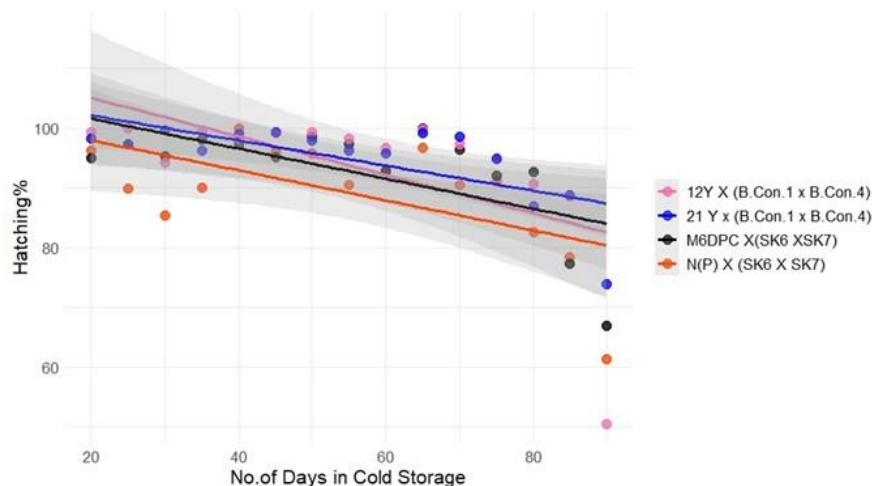 Hatching%
100
80
60
20
40
60
80
No.of Days in Cold Storage
12Y X (B.Con.1 x B.Con.4)
21 Y x (B.Con.1 x B.Con.4)
M6DPC X(SK6 XSK7)
N(P) X (SK6 X SK7)